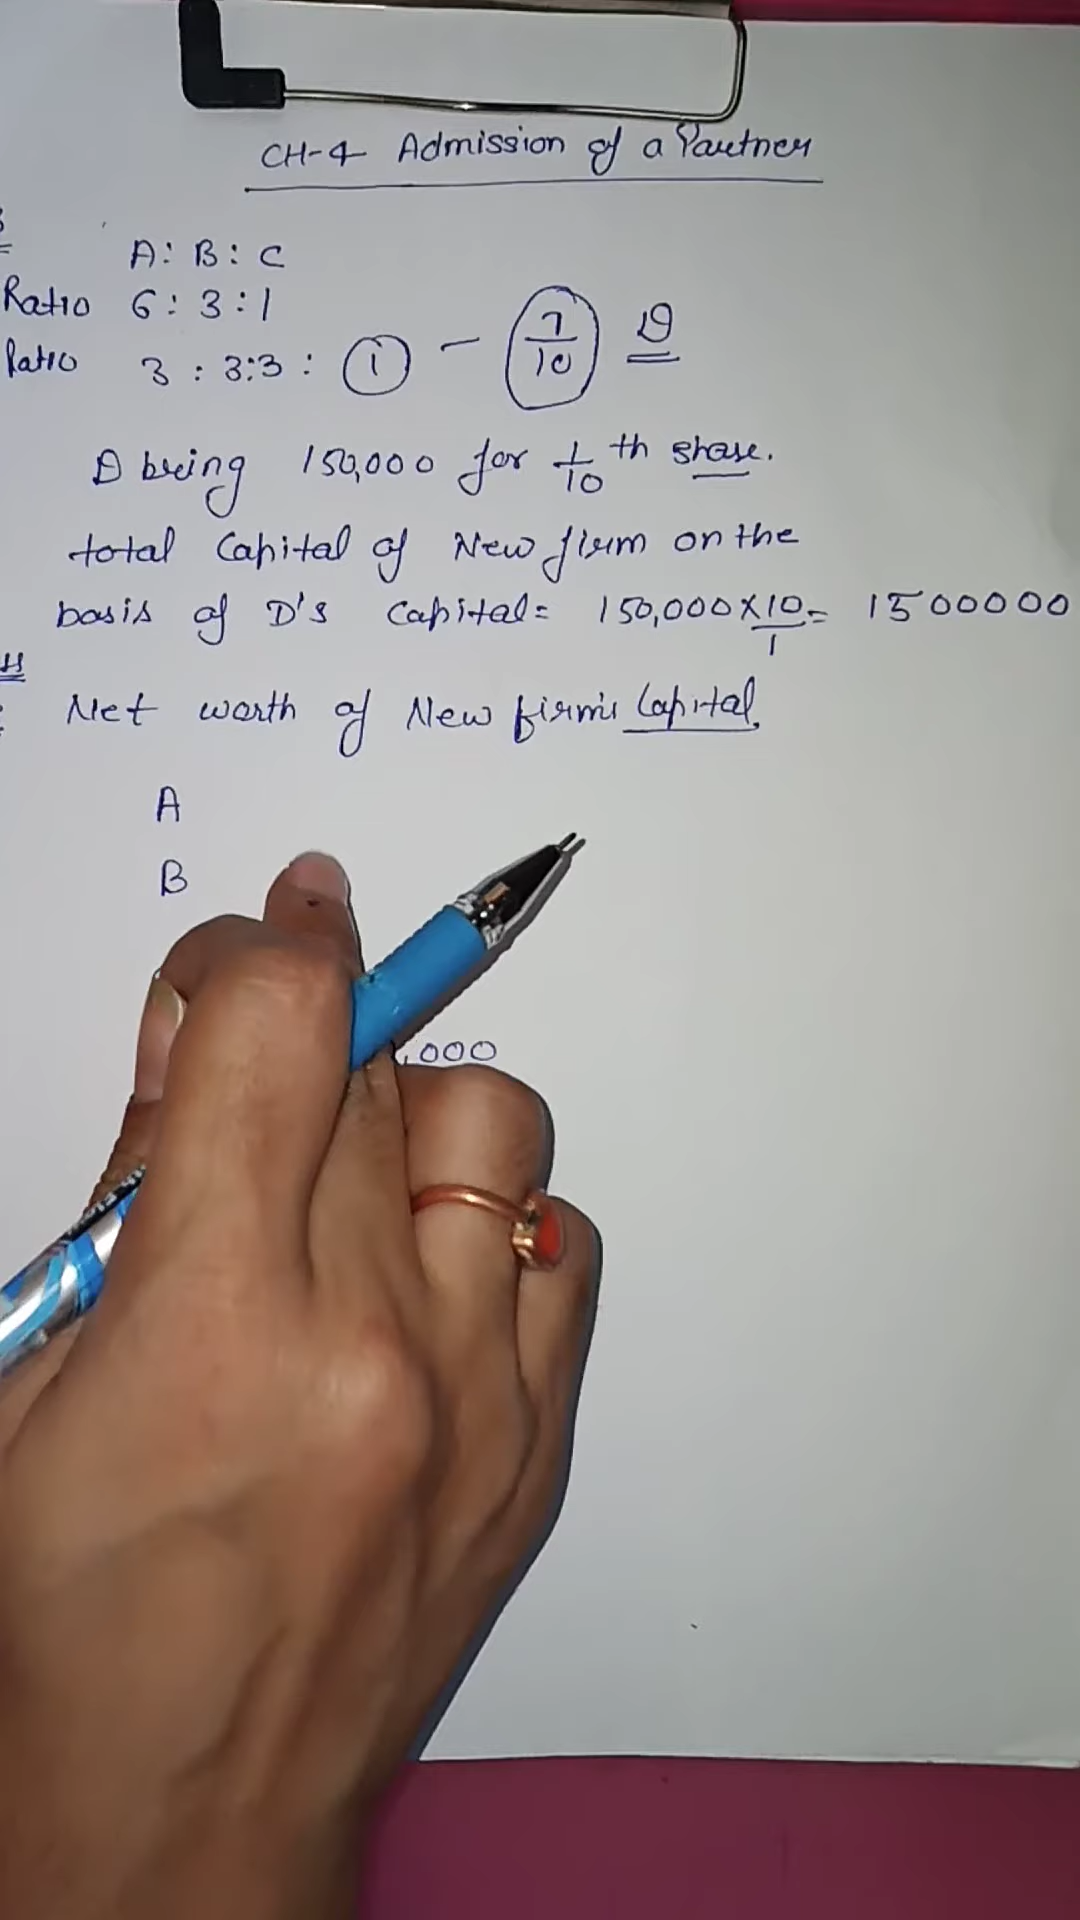 CH-4 Admission of a Partner
A: B: C
Ratio 6: 3:1
Ratio 3 : 3:3: 1 - 7/10 D
D being 150,000 for 1/10 th share.
total Capital of New firm on the
basis of D's Capital= 150,000×10/1= 1500000
Net worth of New firm's Capital.
A
B
,000